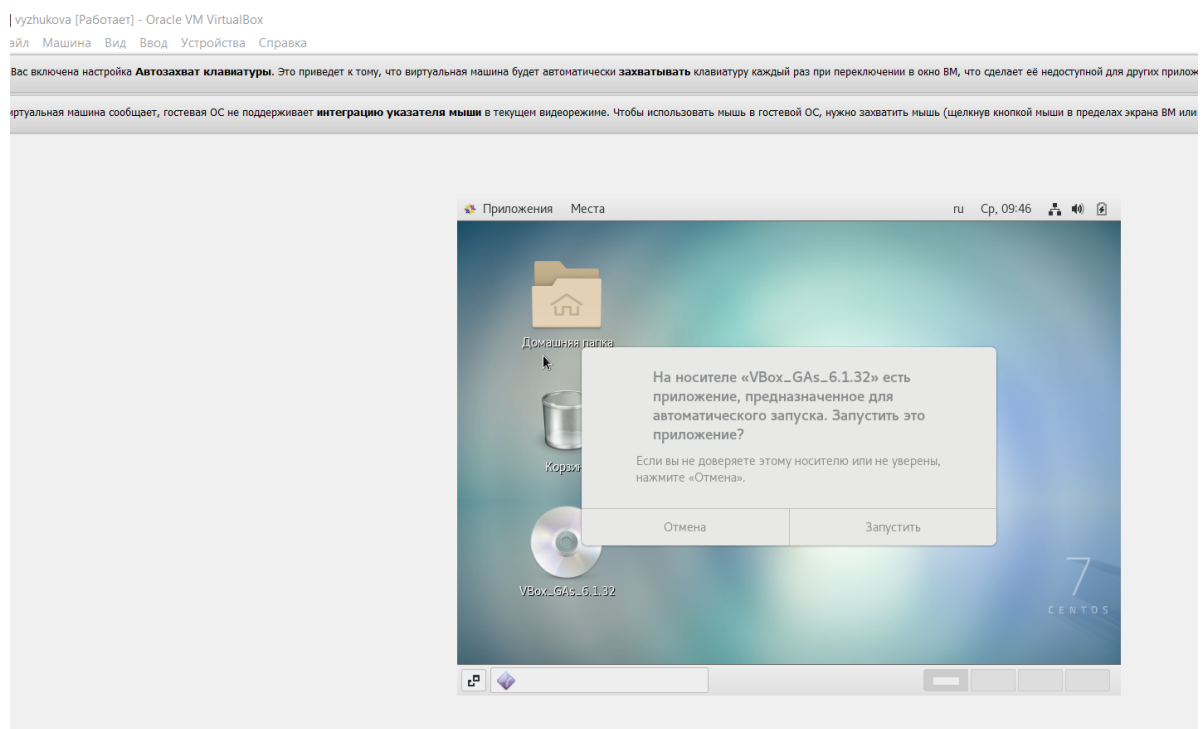 vyzhukova [Работает] - Oracle VM VirtualBox
айл Машина Вид Ввод Устройства Справка
Вас включена настройка Автозахват клавиатуры. Это приведет к тому, что виртуальная машина будет автоматически захватывать клавиатуру каждый раз при переключении в окно ВМ, что сделает её недоступной для других прилож
иртуальная машина сообщает, гостевая ОС не поддерживает интеграцию указателя мыши в текущем видеорежиме. Чтобы использовать мышь в гостевой ОС, нужно захватить мышь (щелкнув кнопкой мыши в пределах экрана ВМ или
Приложения Места ru Ср, 09:46
Домашняя папка
На носителе «VBox_GAs_6.1.32» есть
приложение, предназначенное для
автоматического запуска. Запустить это
приложение?
Корзин
Если вы не доверяете этому носителю или не уверены,
нажмите «Отмена».
Отмена Запустить
VBox_GAs_6.1.32
7
CENTOS